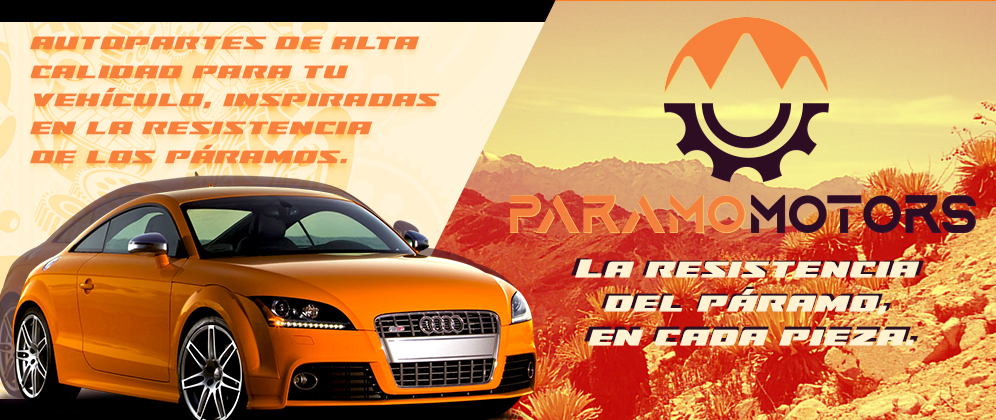 AUTOPARTES DE ALTA
CALIDAD PARA TU
VEHÍCULO, INSPIRADAS
EN LA RESISTENCIA
DE LOS PÁRAMOS.
PARAMOMOTORS
LA RESISTENCIA
DEL PÁRAMO,
EN CADA PIEZA.